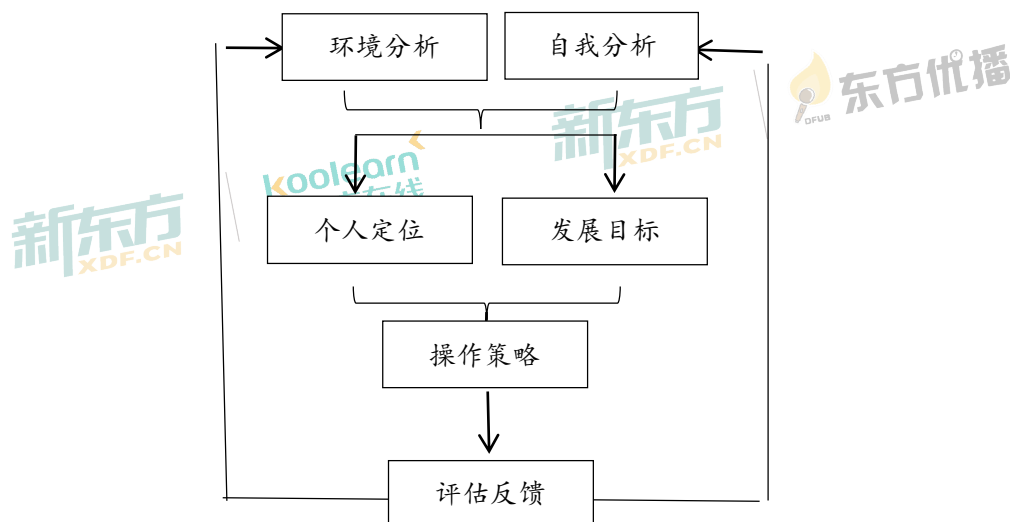 环境分析
自我分析
东方优播
DFUB
新东方
XDF.CN
koolearn
在线
个人定位
发展目标
新东方
XDF.CN
操作策略
评估反馈